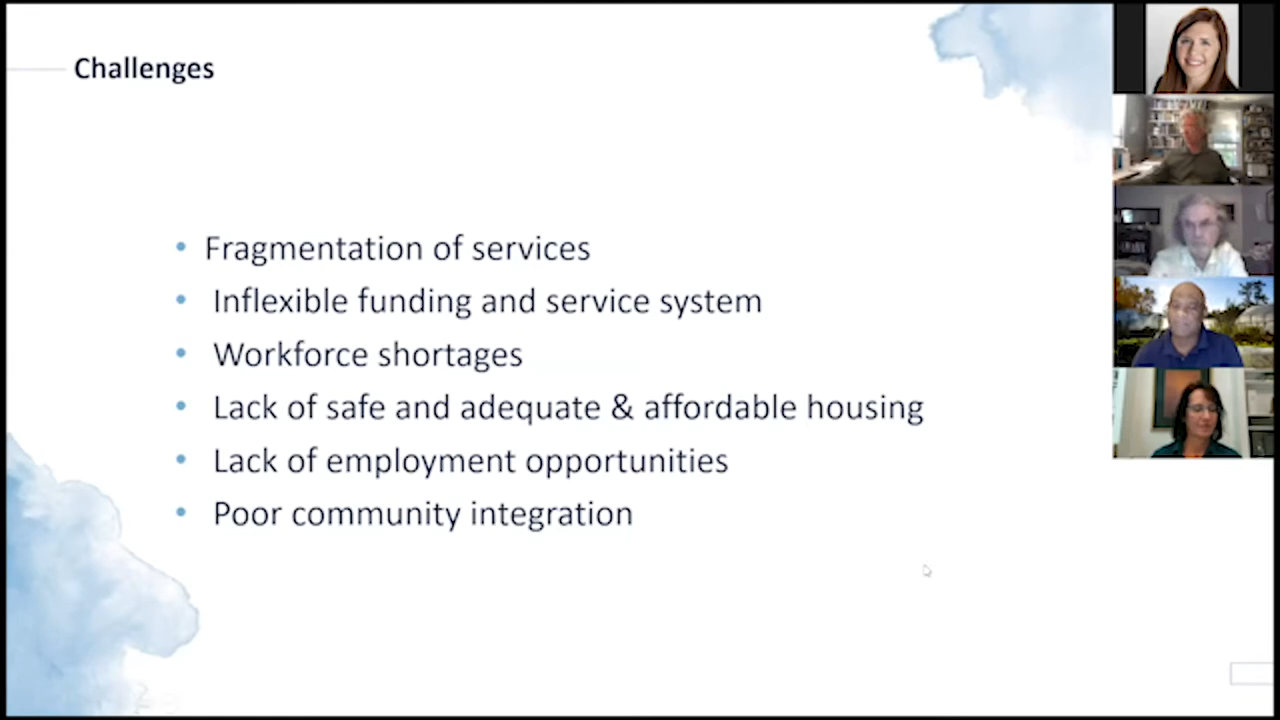 Challenges
• Fragmentation of services
• Inflexible funding and service system
• Workforce shortages
• Lack of safe and adequate & affordable housing
• Lack of employment opportunities
• Poor community integration